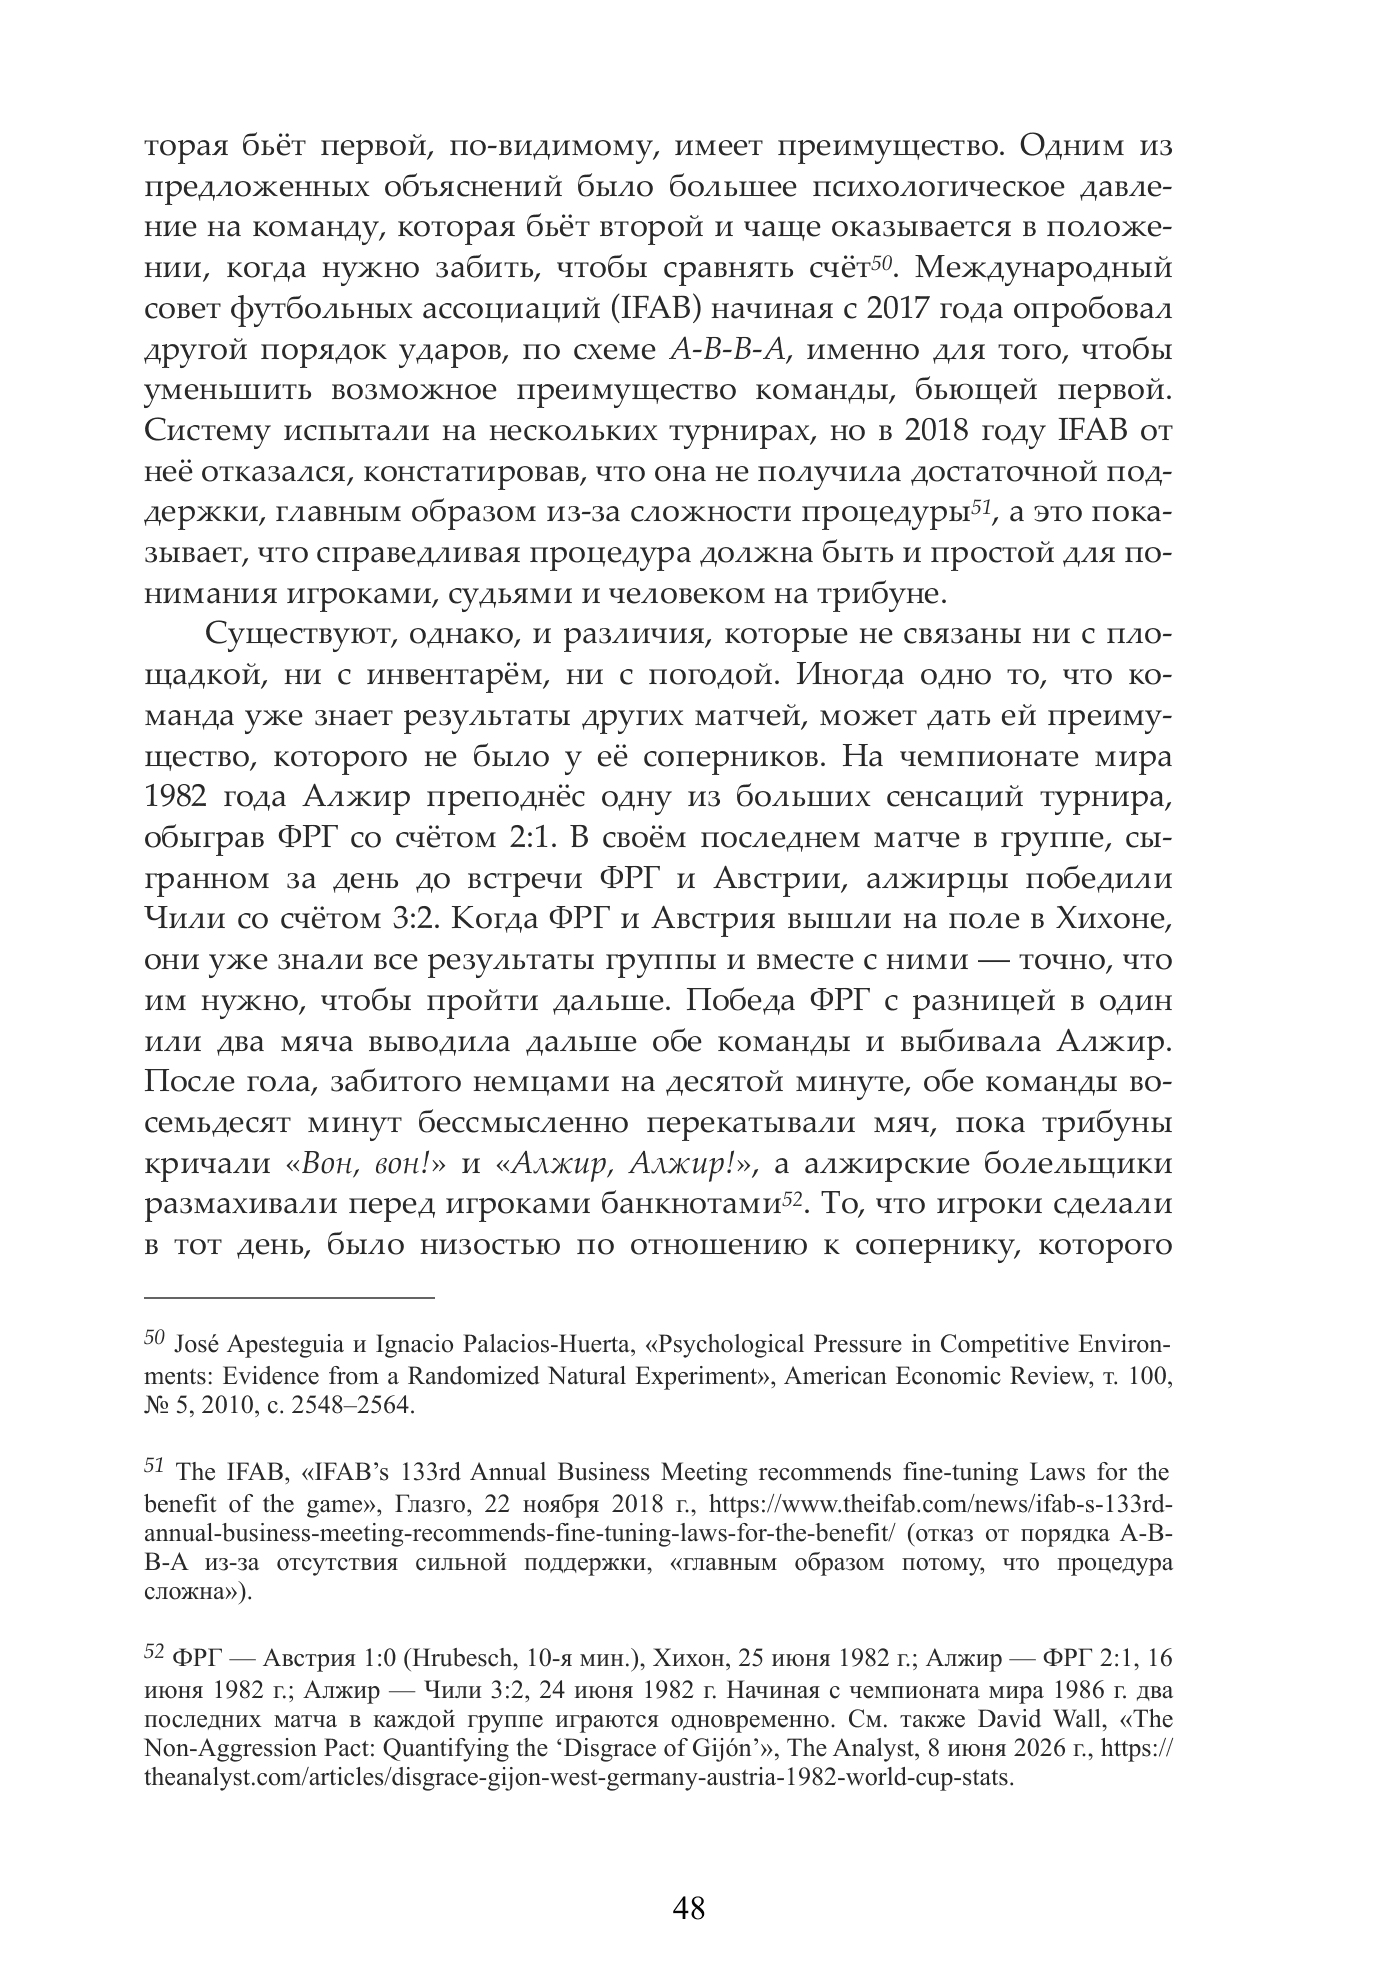 торая бьёт первой, по-видимому, имеет преимущество. Одним из
предложенных объяснений было большее психологическое давле-
ние на команду, которая бьёт второй и чаще оказывается в положе-
нии, когда нужно забить, чтобы сравнять счёт50. Международный
совет футбольных ассоциаций (IFAB) начиная с 2017 года опробовал
другой порядок ударов, по схеме A-B-B-A, именно для того, чтобы
уменьшить возможное преимущество команды, бьющей первой.
Систему испытали на нескольких турнирах, но в 2018 году IFAB от
неё отказался, констатировав, что она не получила достаточной под-
держки, главным образом из-за сложности процедуры51, а это пока-
зывает, что справедливая процедура должна быть и простой для по-
нимания игроками, судьями и человеком на трибуне.
Существуют, однако, и различия, которые не связаны ни с пло-
щадкой, ни с инвентарём, ни с погодой. Иногда одно то, что ко-
манда уже знает результаты других матчей, может дать ей преиму-
щество, которого не было у её соперников. На чемпионате мира
1982 года Алжир преподнёс одну из больших сенсаций турнира,
обыграв ФРГ со счётом 2:1. В своём последнем матче в группе, сы-
гранном за день до встречи ФРГ и Австрии, алжирцы победили
Чили со счётом 3:2. Когда ФРГ и Австрия вышли на поле в Хихоне,
они уже знали все результаты группы и вместе с ними — точно, что
им нужно, чтобы пройти дальше. Победа ФРГ с разницей в один
или два мяча выводила дальше обе команды и выбивала Алжир.
После гола, забитого немцами на десятой минуте, обе команды во-
семьдесят минут бессмысленно перекатывали мяч, пока трибуны
кричали «Вон, вон!» и «Алжир, Алжир!», а алжирские болельщики
размахивали перед игроками банкнотами52. То, что игроки сделали
в тот день, было низостью по отношению к сопернику, которого
50 José Apesteguia и Ignacio Palacios-Huerta, «Psychological Pressure in Competitive Environ-
ments: Evidence from a Randomized Natural Experiment», American Economic Review, т. 100,
№ 5, 2010, с. 2548–2564.
51 The IFAB, «IFAB’s 133rd Annual Business Meeting recommends fine-tuning Laws for the
benefit of the game», Глазго, 22 ноября 2018 г., https://www.theifab.com/news/ifab-s-133rd-
annual-business-meeting-recommends-fine-tuning-laws-for-the-benefit/ (отказ от порядка A-B-
B-A из-за отсутствия сильной поддержки, «главным образом потому, что процедура
сложна»).
52 ФРГ — Австрия 1:0 (Hrubesch, 10-я мин.), Хихон, 25 июня 1982 г.; Алжир — ФРГ 2:1, 16
июня 1982 г.; Алжир — Чили 3:2, 24 июня 1982 г. Начиная с чемпионата мира 1986 г. два
последних матча в каждой группе играются одновременно. См. также David Wall, «The
Non-Aggression Pact: Quantifying the ‘Disgrace of Gijón’», The Analyst, 8 июня 2026 г., https://
theanalyst.com/articles/disgrace-gijon-west-germany-austria-1982-world-cup-stats.
48